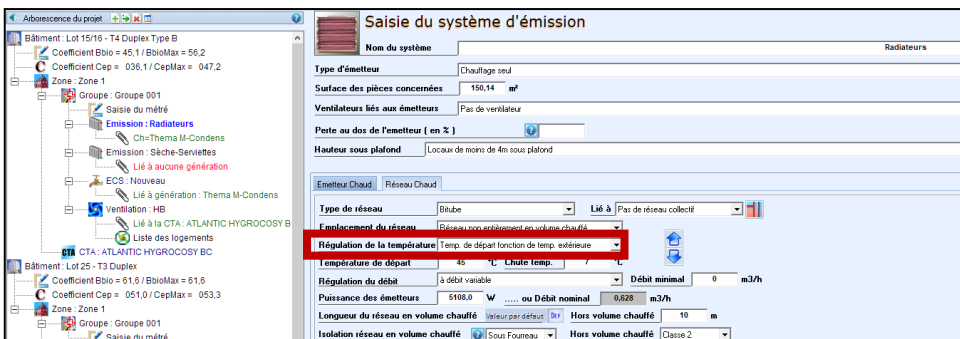 Arborescence du projet
Bâtiment : Lot 15/16 - T4 Duplex Type B
Coefficient Bbio = 45,1 / BbioMax = 56,2
C Coefficient Cep = 036,1 / CepMax = 047,2
Zone : Zone 1
Groupe : Groupe 001
Saisie du métré
Emission : Radiateurs
Ch=Thema M-Condens
Emission : Sèche-Serviettes
Lié à aucune génération
ECS : Nouveau
Lié à génération : Thema M-Condens
Ventilation : HB
Lié à la CTA : ATLANTIC HYGROCOSY B
Liste des logements
CTA CTA : ATLANTIC HYGROCOSY BC
Bâtiment : Lot 25 - T3 Duplex
Coefficient Bbio = 61,6 / BbioMax = 61,6
C Coefficient Cep = 051,0 / CepMax = 053,3
Zone : Zone 1
Groupe : Groupe 001
Saisie du métré
Saisie du système d'émission
Nom du système Radiateurs
Type d'émetteur Chauffage seul
Surface des pièces concernées 150,14 m²
Ventilateurs liés aux émetteurs Pas de ventilateur
Perte au dos de l'emetteur ( en % )
Hauteur sous plafond Locaux de moins de 4m sous plafond
Emetteur Chaud Réseau Chaud
Type de réseau Bitube Lié à Pas de réseau collectif
Emplacement du réseau Réseau non entièrement en volume chauffé
Régulation de la température Temp. de départ fonction de temp. extérieure
Température de départ 45 °C Chute temp. 7 °C
Régulation du débit à débit variable Débit minimal 0 m3/h
Puissance des émetteurs 5108,0 W ..... ou Débit nominal 0,628 m3/h
Longueur du réseau en volume chauffé Valeur par défaut DEF Hors volume chauffé 10 m
Isolation réseau en volume chauffé Sous Fourreau Hors volume chauffé Classe 2